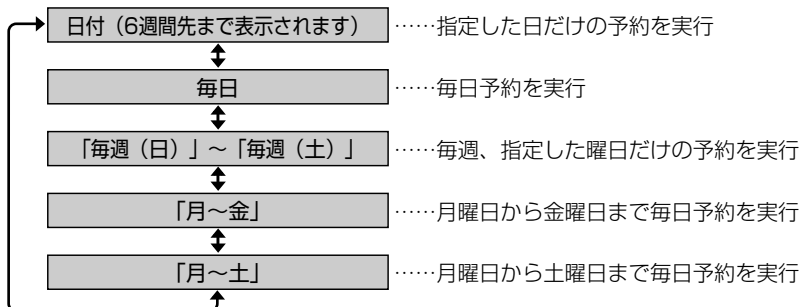 日付（6週間先まで表示されます）……指定した日だけの予約を実行
毎日……毎日予約を実行
「毎週（日）」～「毎週（土）」……毎週、指定した曜日だけの予約を実行
「月～金」……月曜日から金曜日まで毎日予約を実行
「月～土」……月曜日から土曜日まで毎日予約を実行